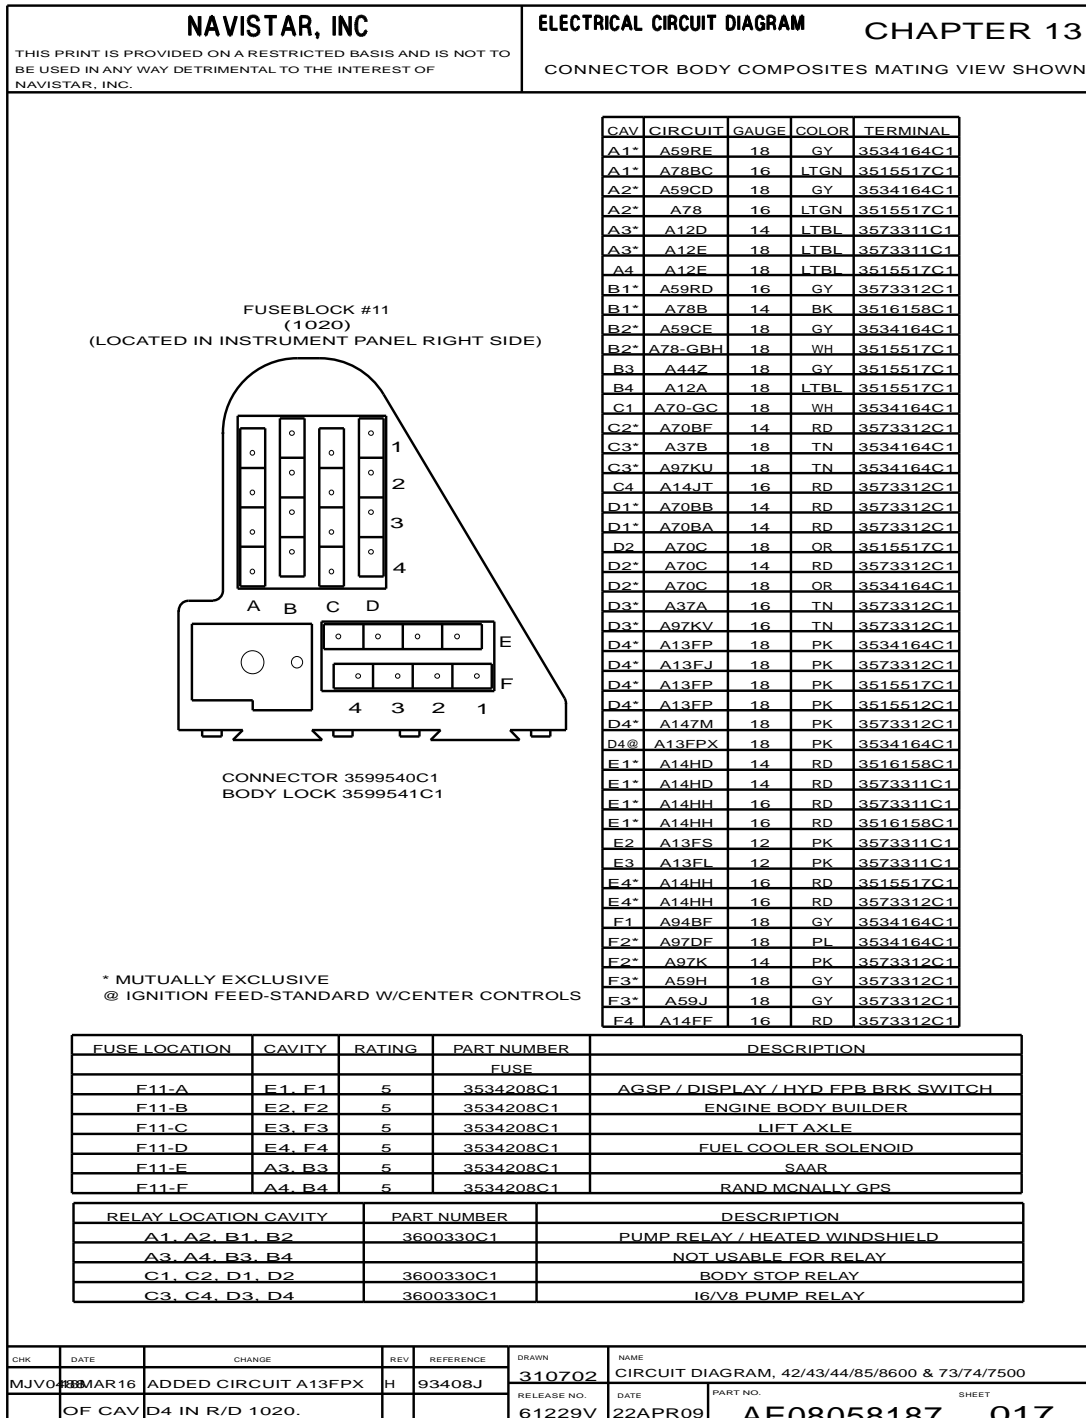 NAVISTAR, INC
THIS PRINT IS PROVIDED ON A RESTRICTED BASIS AND IS NOT TO
BE USED IN ANY WAY DETRIMENTAL TO THE INTEREST OF
NAVISTAR, INC.
ELECTRICAL CIRCUIT DIAGRAM CHAPTER 13
CONNECTOR BODY COMPOSITES MATING VIEW SHOWN
CAV CIRCUIT GAUGE COLOR TERMINAL
A1* A59RE 18 GY 3534164C1
A1* A78BC 16 LTGN 3515517C1
A2* A59CD 18 GY 3534164C1
A2* A78 16 LTGN 3515517C1
A3* A12D 14 LTBL 3573311C1
A3* A12E 18 LTBL 3573311C1
A4 A12E 18 LTBL 3515517C1
B1* A59RD 16 GY 3573312C1
B1* A78B 14 BK 3516158C1
B2* A59CE 18 GY 3534164C1
B2* A78-GBH 18 WH 3515517C1
B3 A44Z 18 GY 3515517C1
B4 A12A 18 LTBL 3515517C1
C1 A70-GC 18 WH 3534164C1
C2* A70BF 14 RD 3573312C1
C3* A37B 18 TN 3534164C1
C3* A97KU 18 TN 3534164C1
C4 A14JT 16 RD 3573312C1
D1* A70BB 14 RD 3573312C1
D1* A70BA 14 RD 3573312C1
D2 A70C 18 OR 3515517C1
D2* A70C 14 RD 3573312C1
D2* A70C 18 OR 3534164C1
D3* A37A 16 TN 3573312C1
D3* A97KV 16 TN 3573312C1
D4* A13FP 18 PK 3534164C1
D4* A13FJ 18 PK 3573312C1
D4* A13FP 18 PK 3515517C1
D4* A13FP 18 PK 3515512C1
D4* A147M 18 PK 3573312C1
D4@ A13FPX 18 PK 3534164C1
E1* A14HD 14 RD 3516158C1
E1* A14HD 14 RD 3573311C1
E1* A14HH 16 RD 3573311C1
E1* A14HH 16 RD 3516158C1
E2 A13FS 12 PK 3573311C1
E3 A13FL 12 PK 3573311C1
E4* A14HH 16 RD 3515517C1
E4* A14HH 16 RD 3573312C1
F1 A94BF 18 GY 3534164C1
F2* A97DF 18 PL 3534164C1
F2* A97K 14 PK 3573312C1
F3* A59H 18 GY 3573312C1
F3* A59J 18 GY 3573312C1
F4 A14FF 16 RD 3573312C1
FUSEBLOCK #11
(1020)
(LOCATED IN INSTRUMENT PANEL RIGHT SIDE)
1
2
3
4
A B C D
E
F
4 3 2 1
CONNECTOR 3599540C1
BODY LOCK 3599541C1
* MUTUALLY EXCLUSIVE
@ IGNITION FEED-STANDARD W/CENTER CONTROLS
FUSE LOCATION CAVITY RATING PART NUMBER DESCRIPTION
FUSE
F11-A E1, F1 5 3534208C1 AGSP / DISPLAY / HYD FPB BRK SWITCH
F11-B E2, F2 5 3534208C1 ENGINE BODY BUILDER
F11-C E3, F3 5 3534208C1 LIFT AXLE
F11-D E4, F4 5 3534208C1 FUEL COOLER SOLENOID
F11-E A3, B3 5 3534208C1 SAAR
F11-F A4, B4 5 3534208C1 RAND MCNALLY GPS
RELAY LOCATION CAVITY PART NUMBER DESCRIPTION
A1, A2, B1, B2 3600330C1 PUMP RELAY / HEATED WINDSHIELD
A3, A4, B3, B4 NOT USABLE FOR RELAY
C1, C2, D1, D2 3600330C1 BODY STOP RELAY
C3, C4, D3, D4 3600330C1 I6/V8 PUMP RELAY
CHK DATE CHANGE REV REFERENCE DRAWN NAME
ADDED CIRCUIT A13FPX H 93408J 310702 CIRCUIT DIAGRAM, 42/43/44/85/8600 & 73/74/7500
RELEASE NO. DATE PART NO. SHEET
OF CAV D4 IN R/D 1020. 61229V 22APR09 AE08058187 017